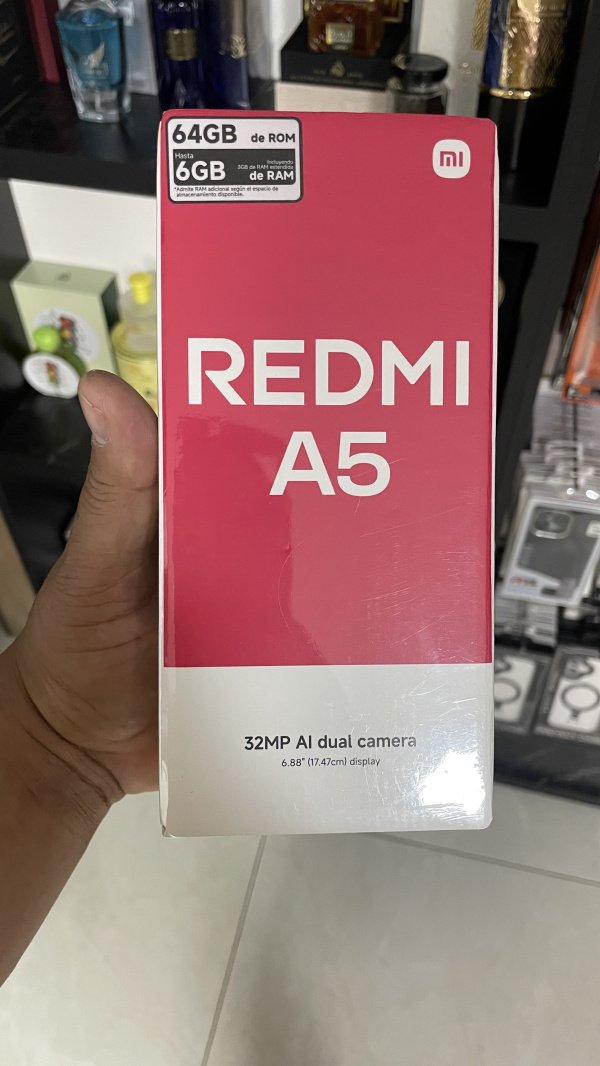 64GB de ROM
Hasta
6GB
Incluyendo
3GB de RAM extendida
de RAM
*Admite RAM adicional según el espacio de
almacenamiento disponible.
mi
REDMI
A5
32MP AI dual camera
6.88" (17.47cm) display